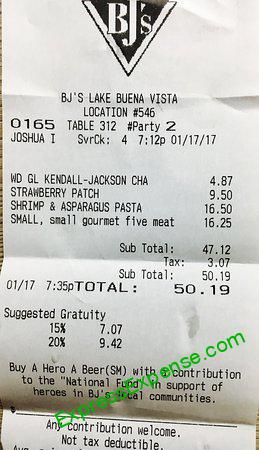 BJ's
BJ'S LAKE BUENA VISTA
LOCATION #546
0165 TABLE 312 #Party 2
JOSHUA I SvrCk: 4 7:12p 01/17/17
WD GL KENDALL-JACKSON CHA 4.87
STRAWBERRY PATCH 9.50
SHRIMP & ASPARAGUS PASTA 16.50
SMALL, small gourmet five meat 16.25
Sub Total: 47.12
Tax: 3.07
Sub Total: 50.19
01/17 7:35p TOTAL: 50.19
Suggested Gratuity
15% 7.07
20% 9.42
Buy A Hero A Beer(SM) with a contribution
to the "National Fund" in support of
heroes in BJ's local communities.
ExpressExpense.com
Any contribution welcome.
Not tax deductible.